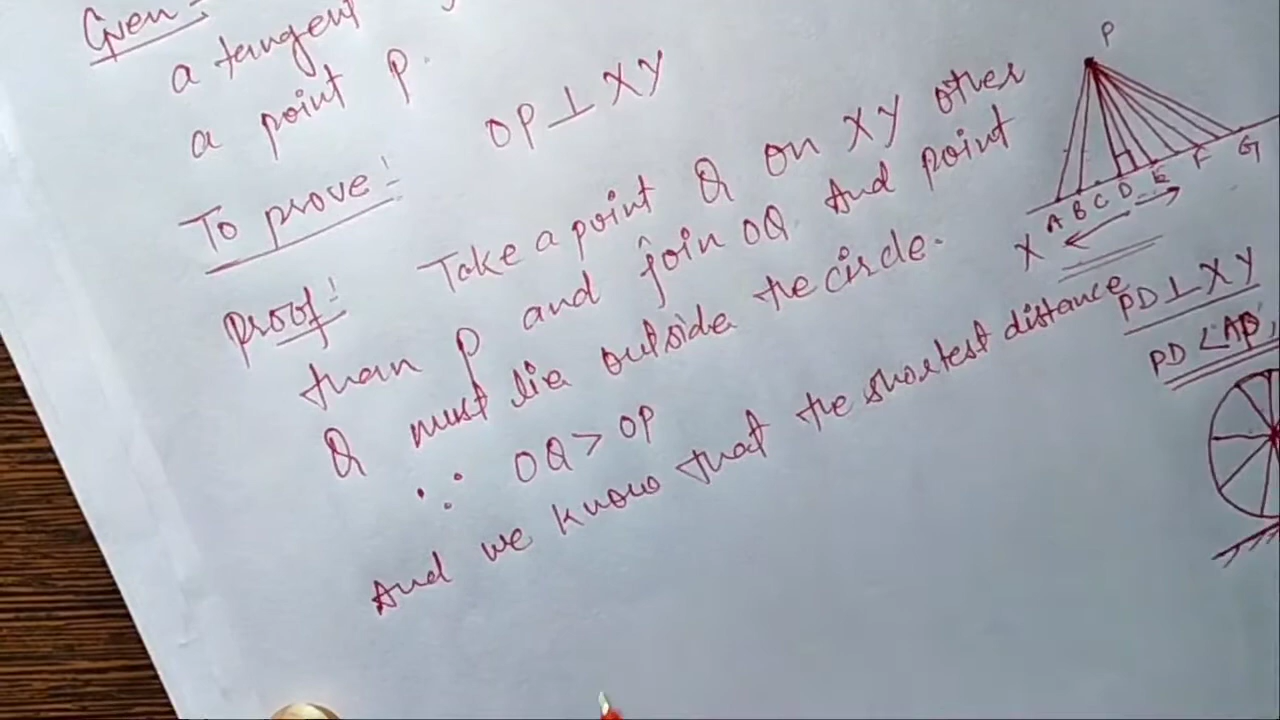 Given:-
a tangent
a point P.
To prove:- OP ⊥ XY
Proof:- Take a point Q on XY other
than P and join OQ And point
Q must lie outside the circle.
∵ OQ > OP
And we know that the shortest distance
P
A B C D E F G
X
PD ⊥ XY
PD < AP,